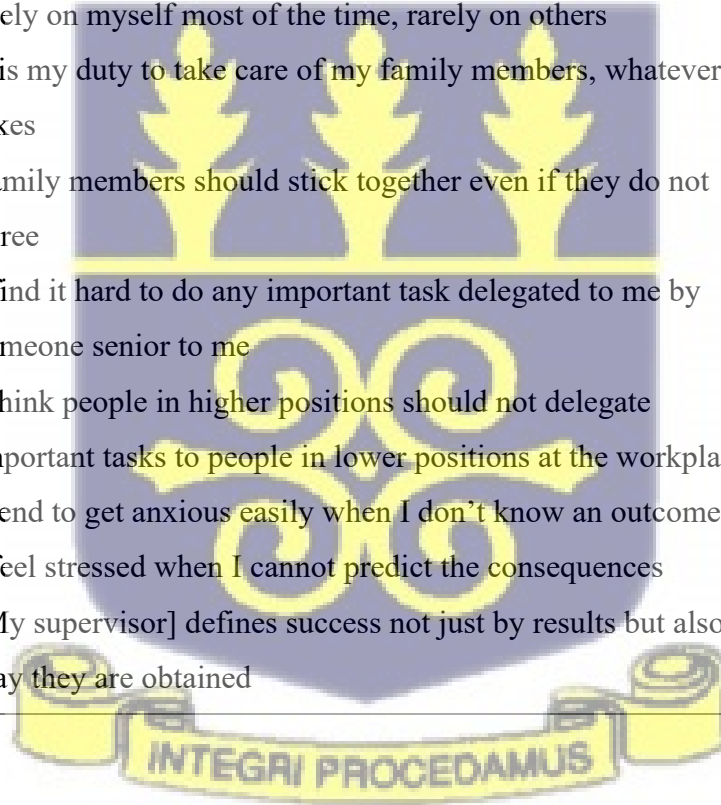 ely on myself most of the time, rarely on others
is my duty to take care of my family members, whatever
kes
amily members should stick together even if they do not
ree
find it hard to do any important task delegated to me by
meone senior to me
hink people in higher positions should not delegate
nportant tasks to people in lower positions at the workpla
end to get anxious easily when I don’t know an outcome
feel stressed when I cannot predict the consequences
My supervisor] defines success not just by results but also
ay they are obtained
INTEGRI PROCEDAMUS